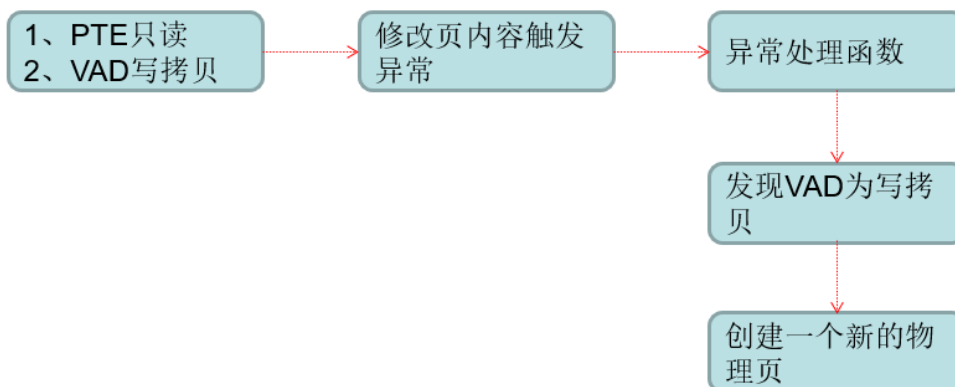 1、PTE只读
2、VAD写拷贝
修改页内容触发
异常
异常处理函数
发现VAD为写拷
贝
创建一个新的物
理页